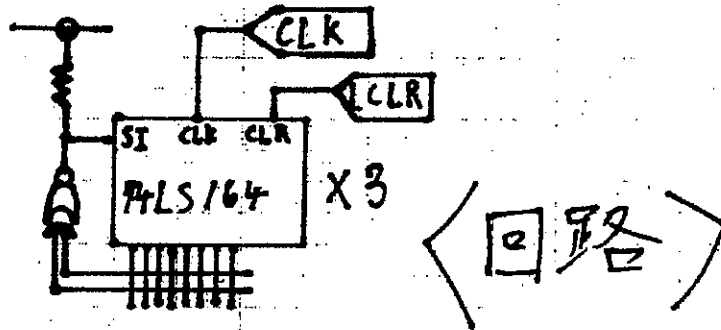 CLK
CLR
SI CLK CLR
74LS164
X3
〈回路〉